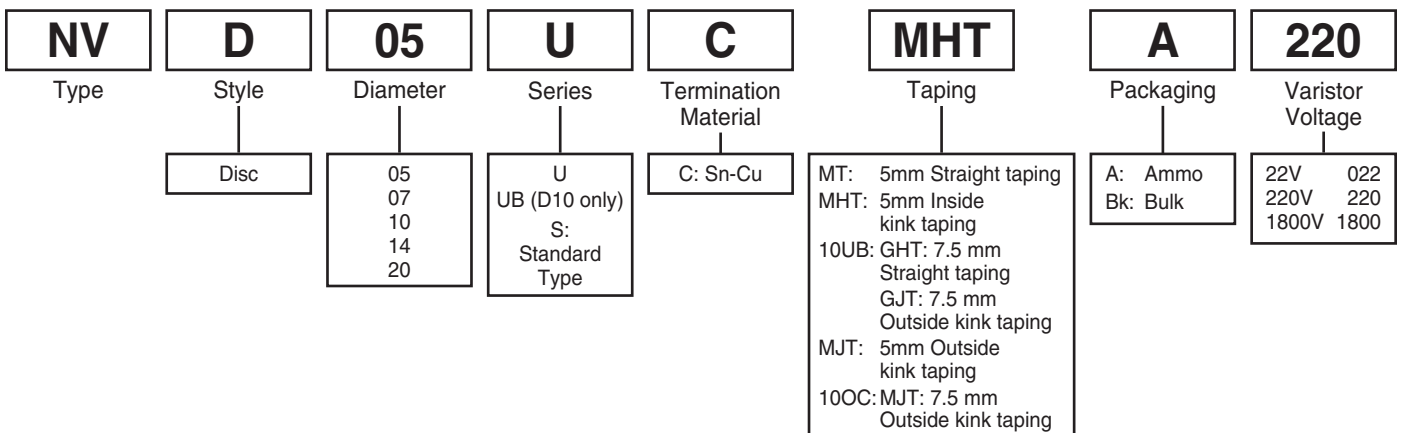 NV D 05 U C MHT A 220
Type Style Diameter Series Termination Material Taping Packaging Varistor Voltage
Disc
05
07
10
14
20
U
UB (D10 only)
S:
Standard
Type
C: Sn-Cu
MT: 5mm Straight taping
MHT: 5mm Inside
kink taping
10UB: GHT: 7.5 mm
Straight taping
GJT: 7.5 mm
Outside kink taping
MJT: 5mm Outside
kink taping
10OC: MJT: 7.5 mm
Outside kink taping
A: Ammo
Bk: Bulk
22V 022
220V 220
1800V 1800